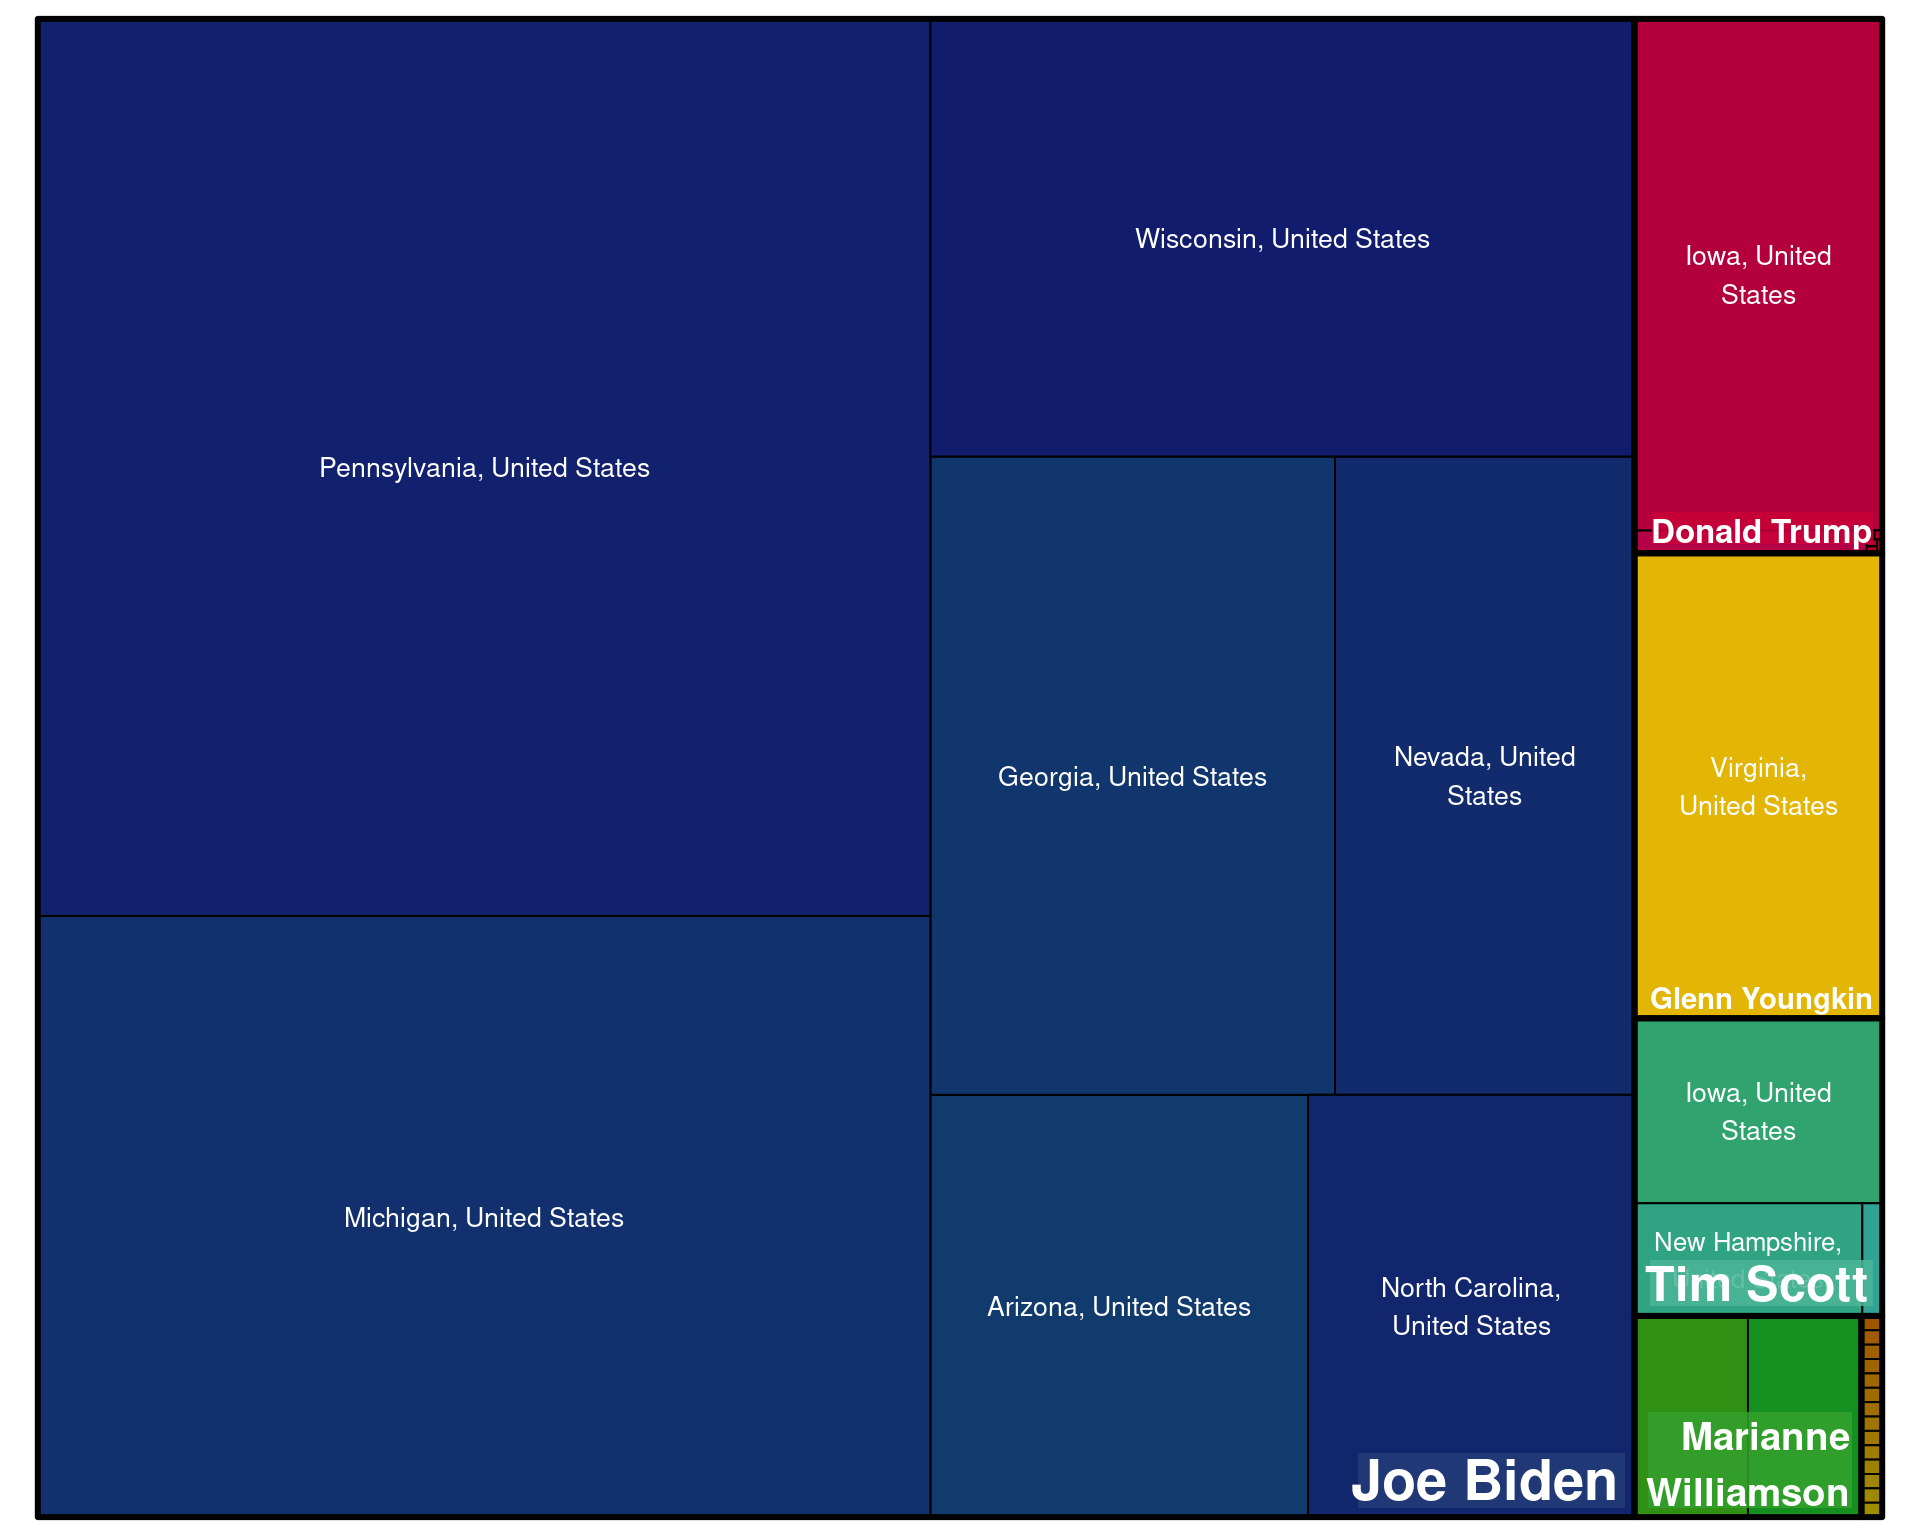 Pennsylvania, United States
Michigan, United States
Wisconsin, United States
Georgia, United States
Nevada, United
States
Arizona, United States
North Carolina,
United States
Joe Biden
Iowa, United
States
Donald Trump
Virginia,
United States
Glenn Youngkin
Iowa, United
States
New Hampshire,
Tim Scott
Marianne
Williamson